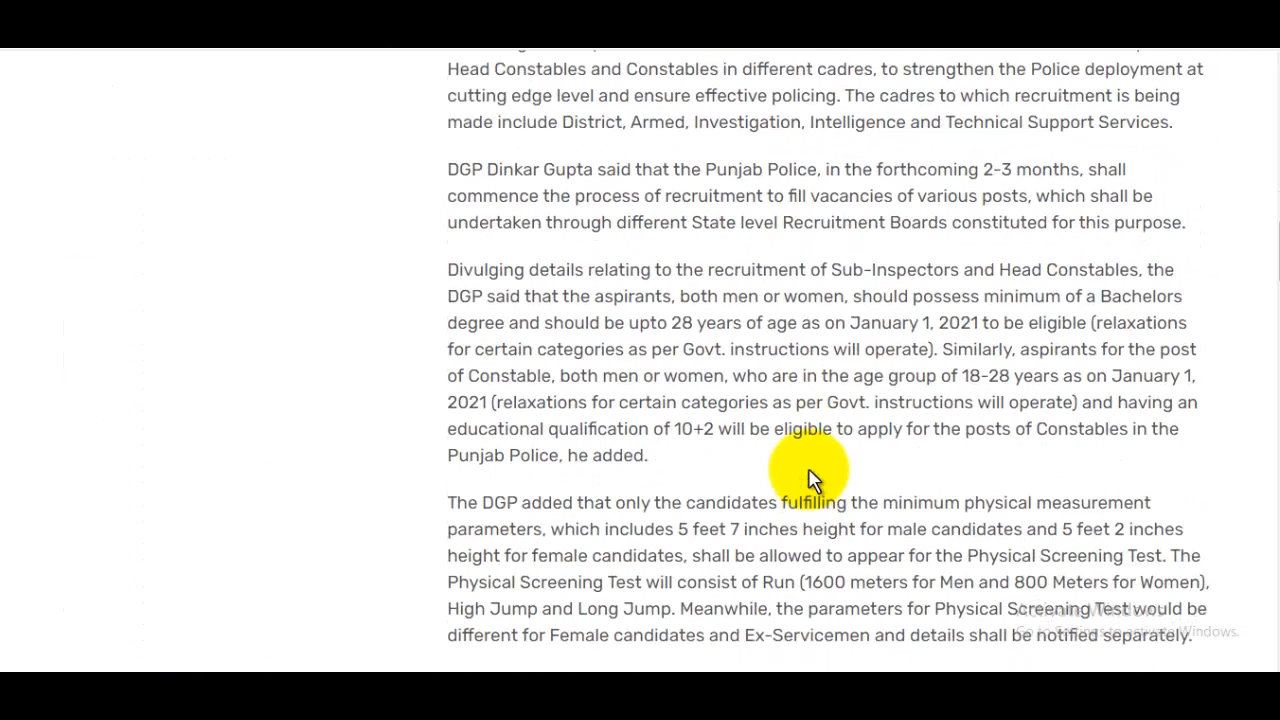 Head Constables and Constables in different cadres, to strengthen the Police deployment at
cutting edge level and ensure effective policing. The cadres to which recruitment is being
made include District, Armed, Investigation, Intelligence and Technical Support Services.
DGP Dinkar Gupta said that the Punjab Police, in the forthcoming 2-3 months, shall
commence the process of recruitment to fill vacancies of various posts, which shall be
undertaken through different State level Recruitment Boards constituted for this purpose.
Divulging details relating to the recruitment of Sub-Inspectors and Head Constables, the
DGP said that the aspirants, both men or women, should possess minimum of a Bachelors
degree and should be upto 28 years of age as on January 1, 2021 to be eligible (relaxations
for certain categories as per Govt. instructions will operate). Similarly, aspirants for the post
of Constable, both men or women, who are in the age group of 18-28 years as on January 1,
2021 (relaxations for certain categories as per Govt. instructions will operate) and having an
educational qualification of 10+2 will be eligible to apply for the posts of Constables in the
Punjab Police, he added.
The DGP added that only the candidates fulfilling the minimum physical measurement
parameters, which includes 5 feet 7 inches height for male candidates and 5 feet 2 inches
height for female candidates, shall be allowed to appear for the Physical Screening Test. The
Physical Screening Test will consist of Run (1600 meters for Men and 800 Meters for Women),
High Jump and Long Jump. Meanwhile, the parameters for Physical Screening Test would be
different for Female candidates and Ex-Servicemen and details shall be notified separately.
Activate Windows
Go to Settings to activate Windows.